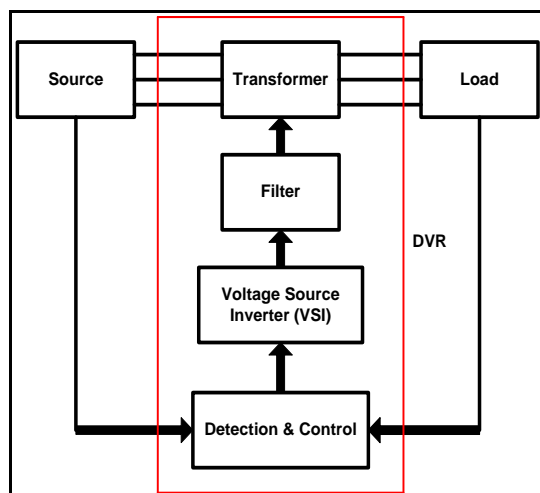 Source
Transformer
Load
Filter
DVR
Voltage Source
Inverter (VSI)
Detection & Control